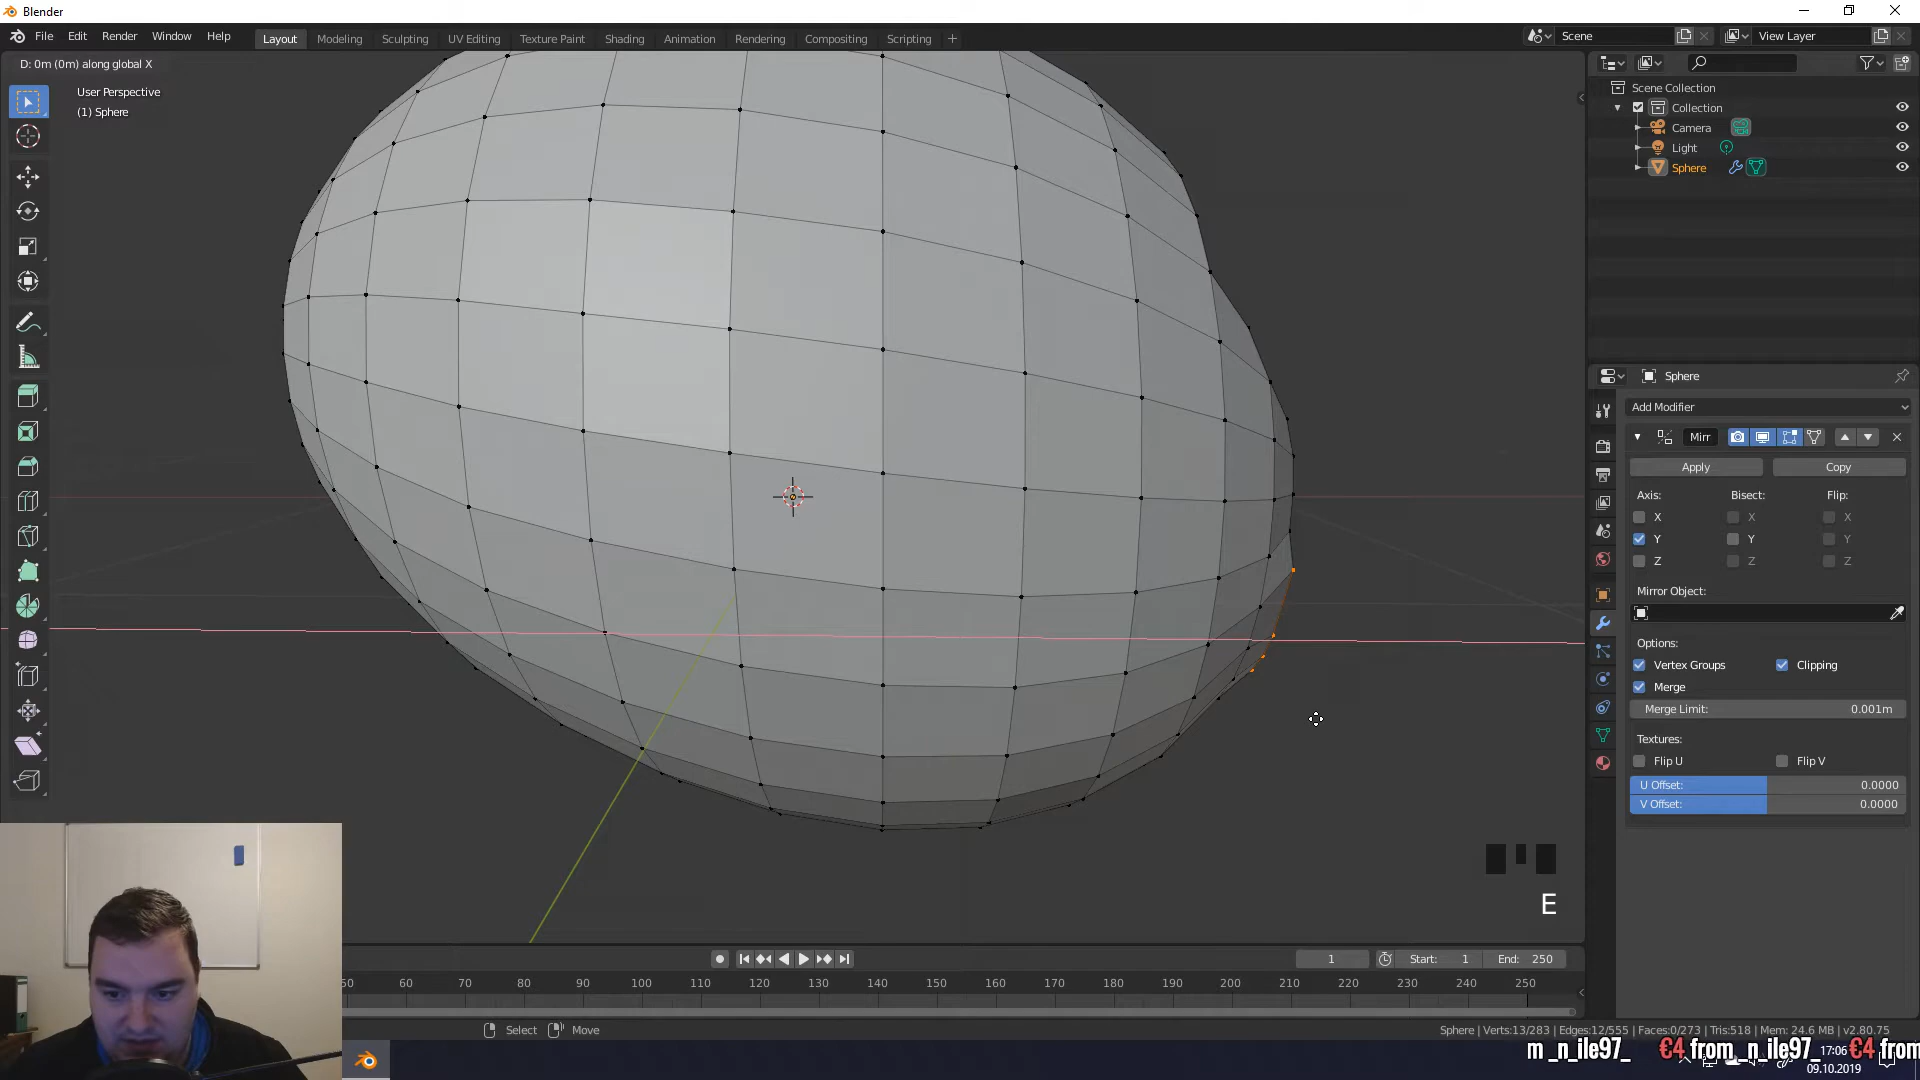 Blender
File Edit Render Window Help Layout Modeling Sculpting UV Editing Texture Paint Shading Animation Rendering Compositing Scripting + Scene View Layer
D: 0m (0m) along global X
User Perspective
(1) Sphere
Scene Collection
Collection
Camera
Light
Sphere
Sphere
Add Modifier
Mirr
Apply Copy
Axis: Bisect: Flip:
X X X
Y Y Y
Z Z Z
Mirror Object:
Options:
Vertex Groups Clipping
Merge
Merge Limit: 0.001m
Textures:
Flip U Flip V
U Offset: 0.0000
V Offset: 0.0000
E
1 Start: 1 End: 250
50 60 70 80 90 100 110 120 130 140 150 160 170 180 190 200 210 220 230 240 250
Select Move
Sphere | Verts:13/283 | Edges:12/555 | Faces:0/273 | Tris:518 | Mem: 24.6 MB | v2.80.75
m _n_ile97_ €4 from _n_ile97_ €4 from
17:06
09.10.2019